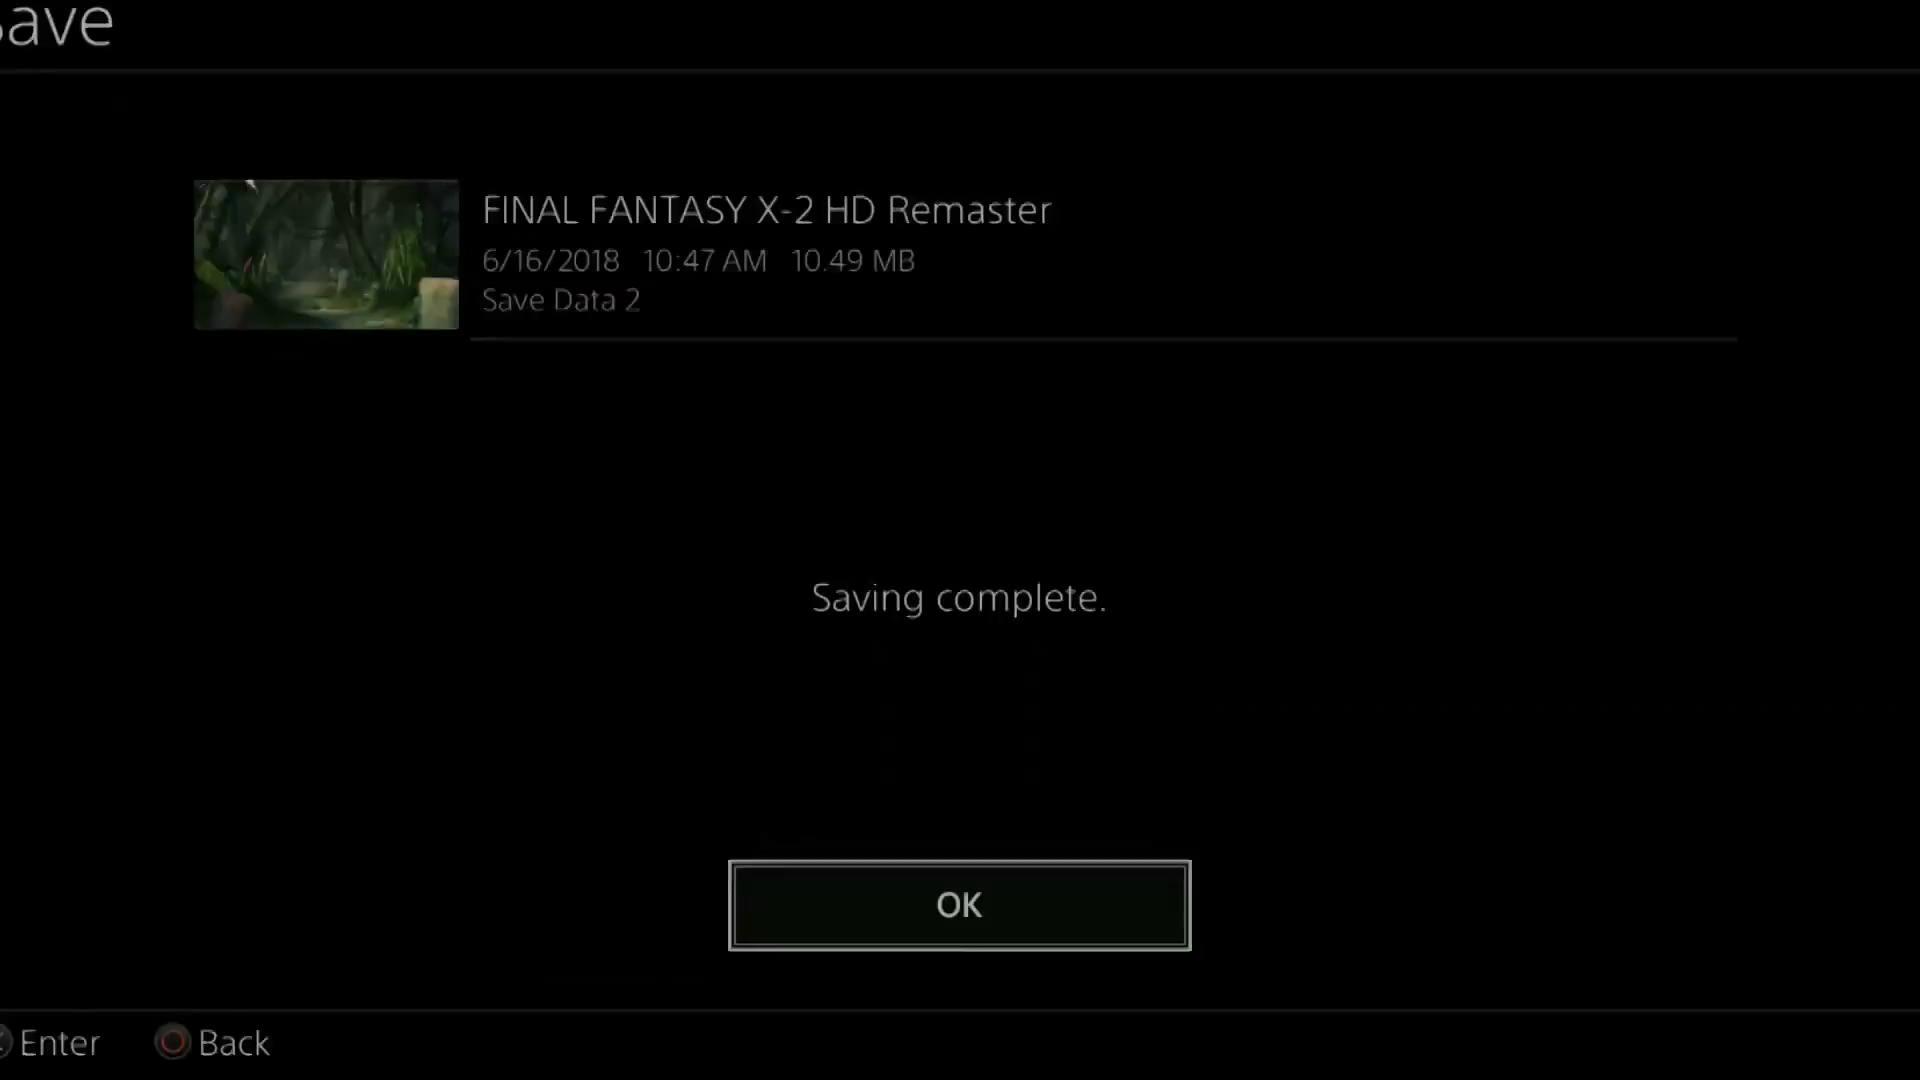 Save
FINAL FANTASY X-2 HD Remaster
6/16/2018 10:47 AM 10.49 MB
Save Data 2
Saving complete.
OK
Enter Back